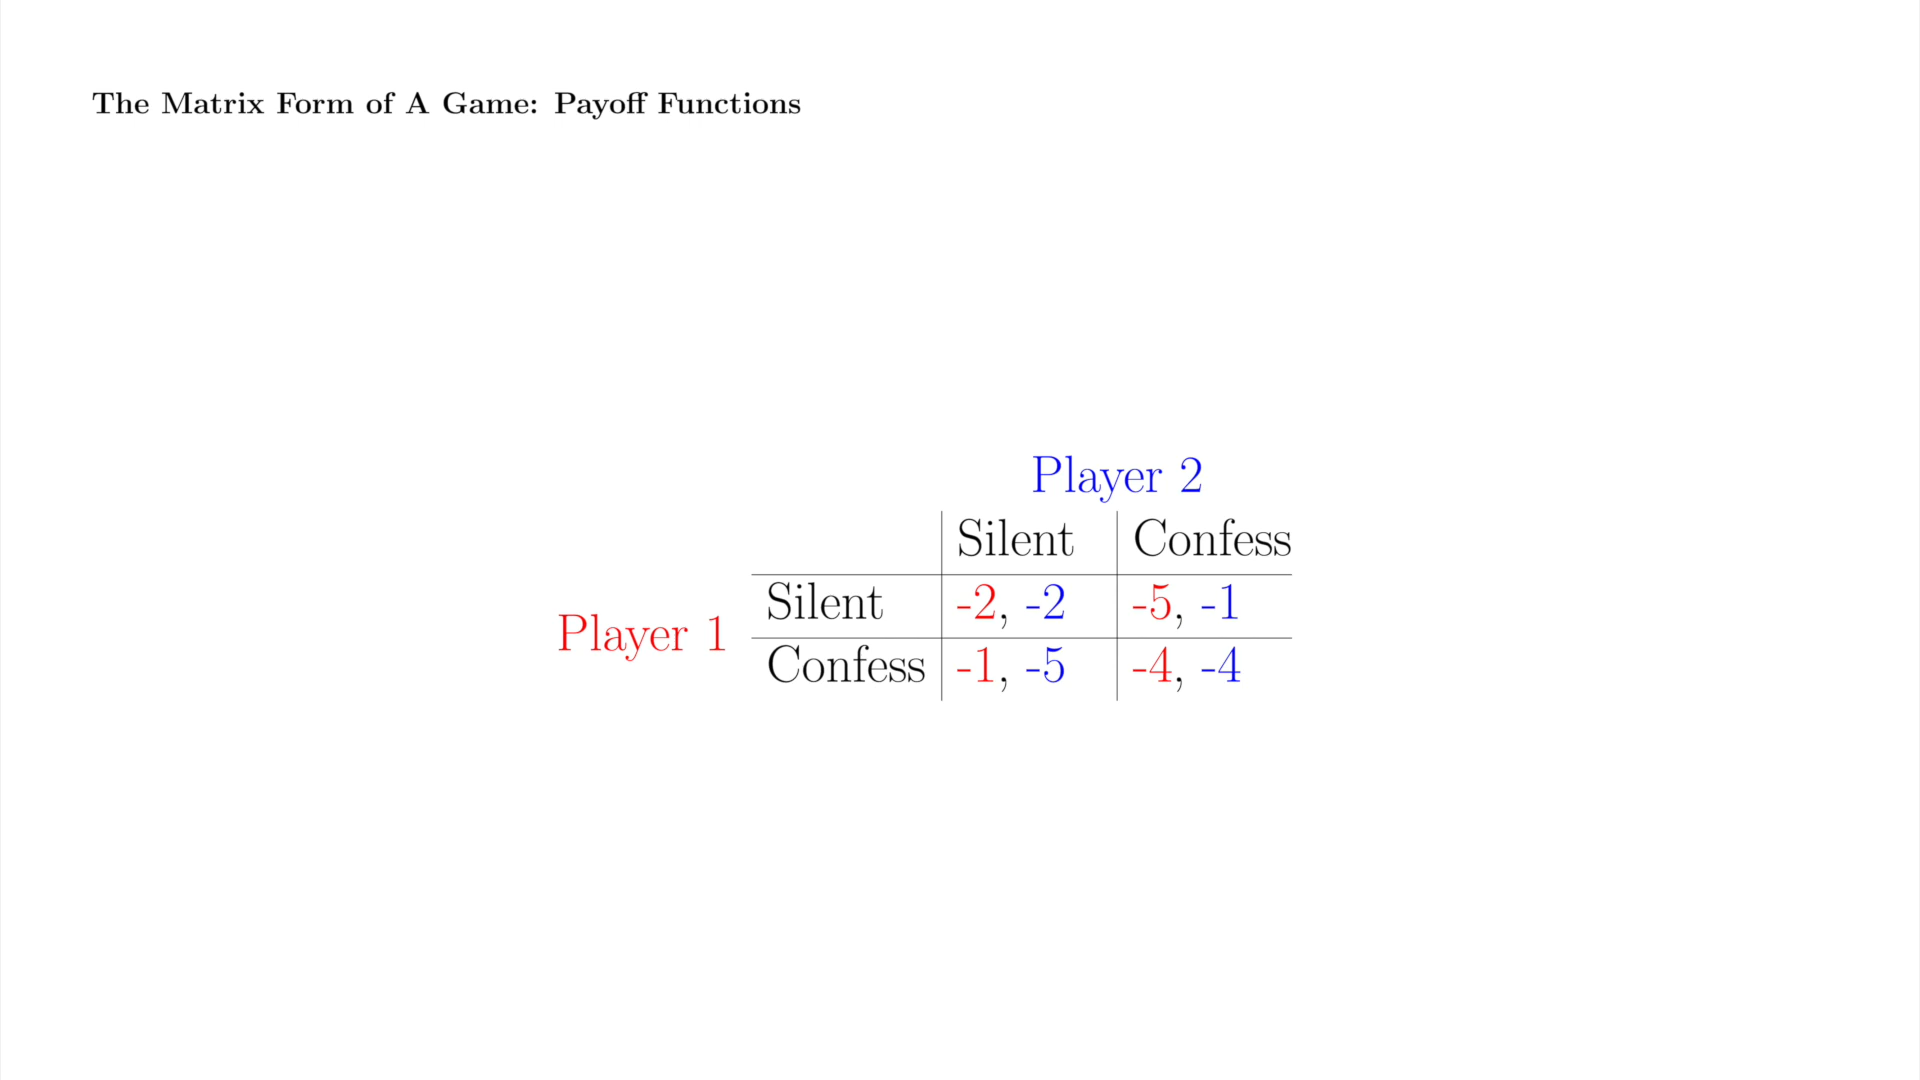 The Matrix Form of A Game: Payoff Functions
Player 2
Silent Confess
Silent -2, -2 -5, -1
Player 1
Confess -1, -5 -4, -4